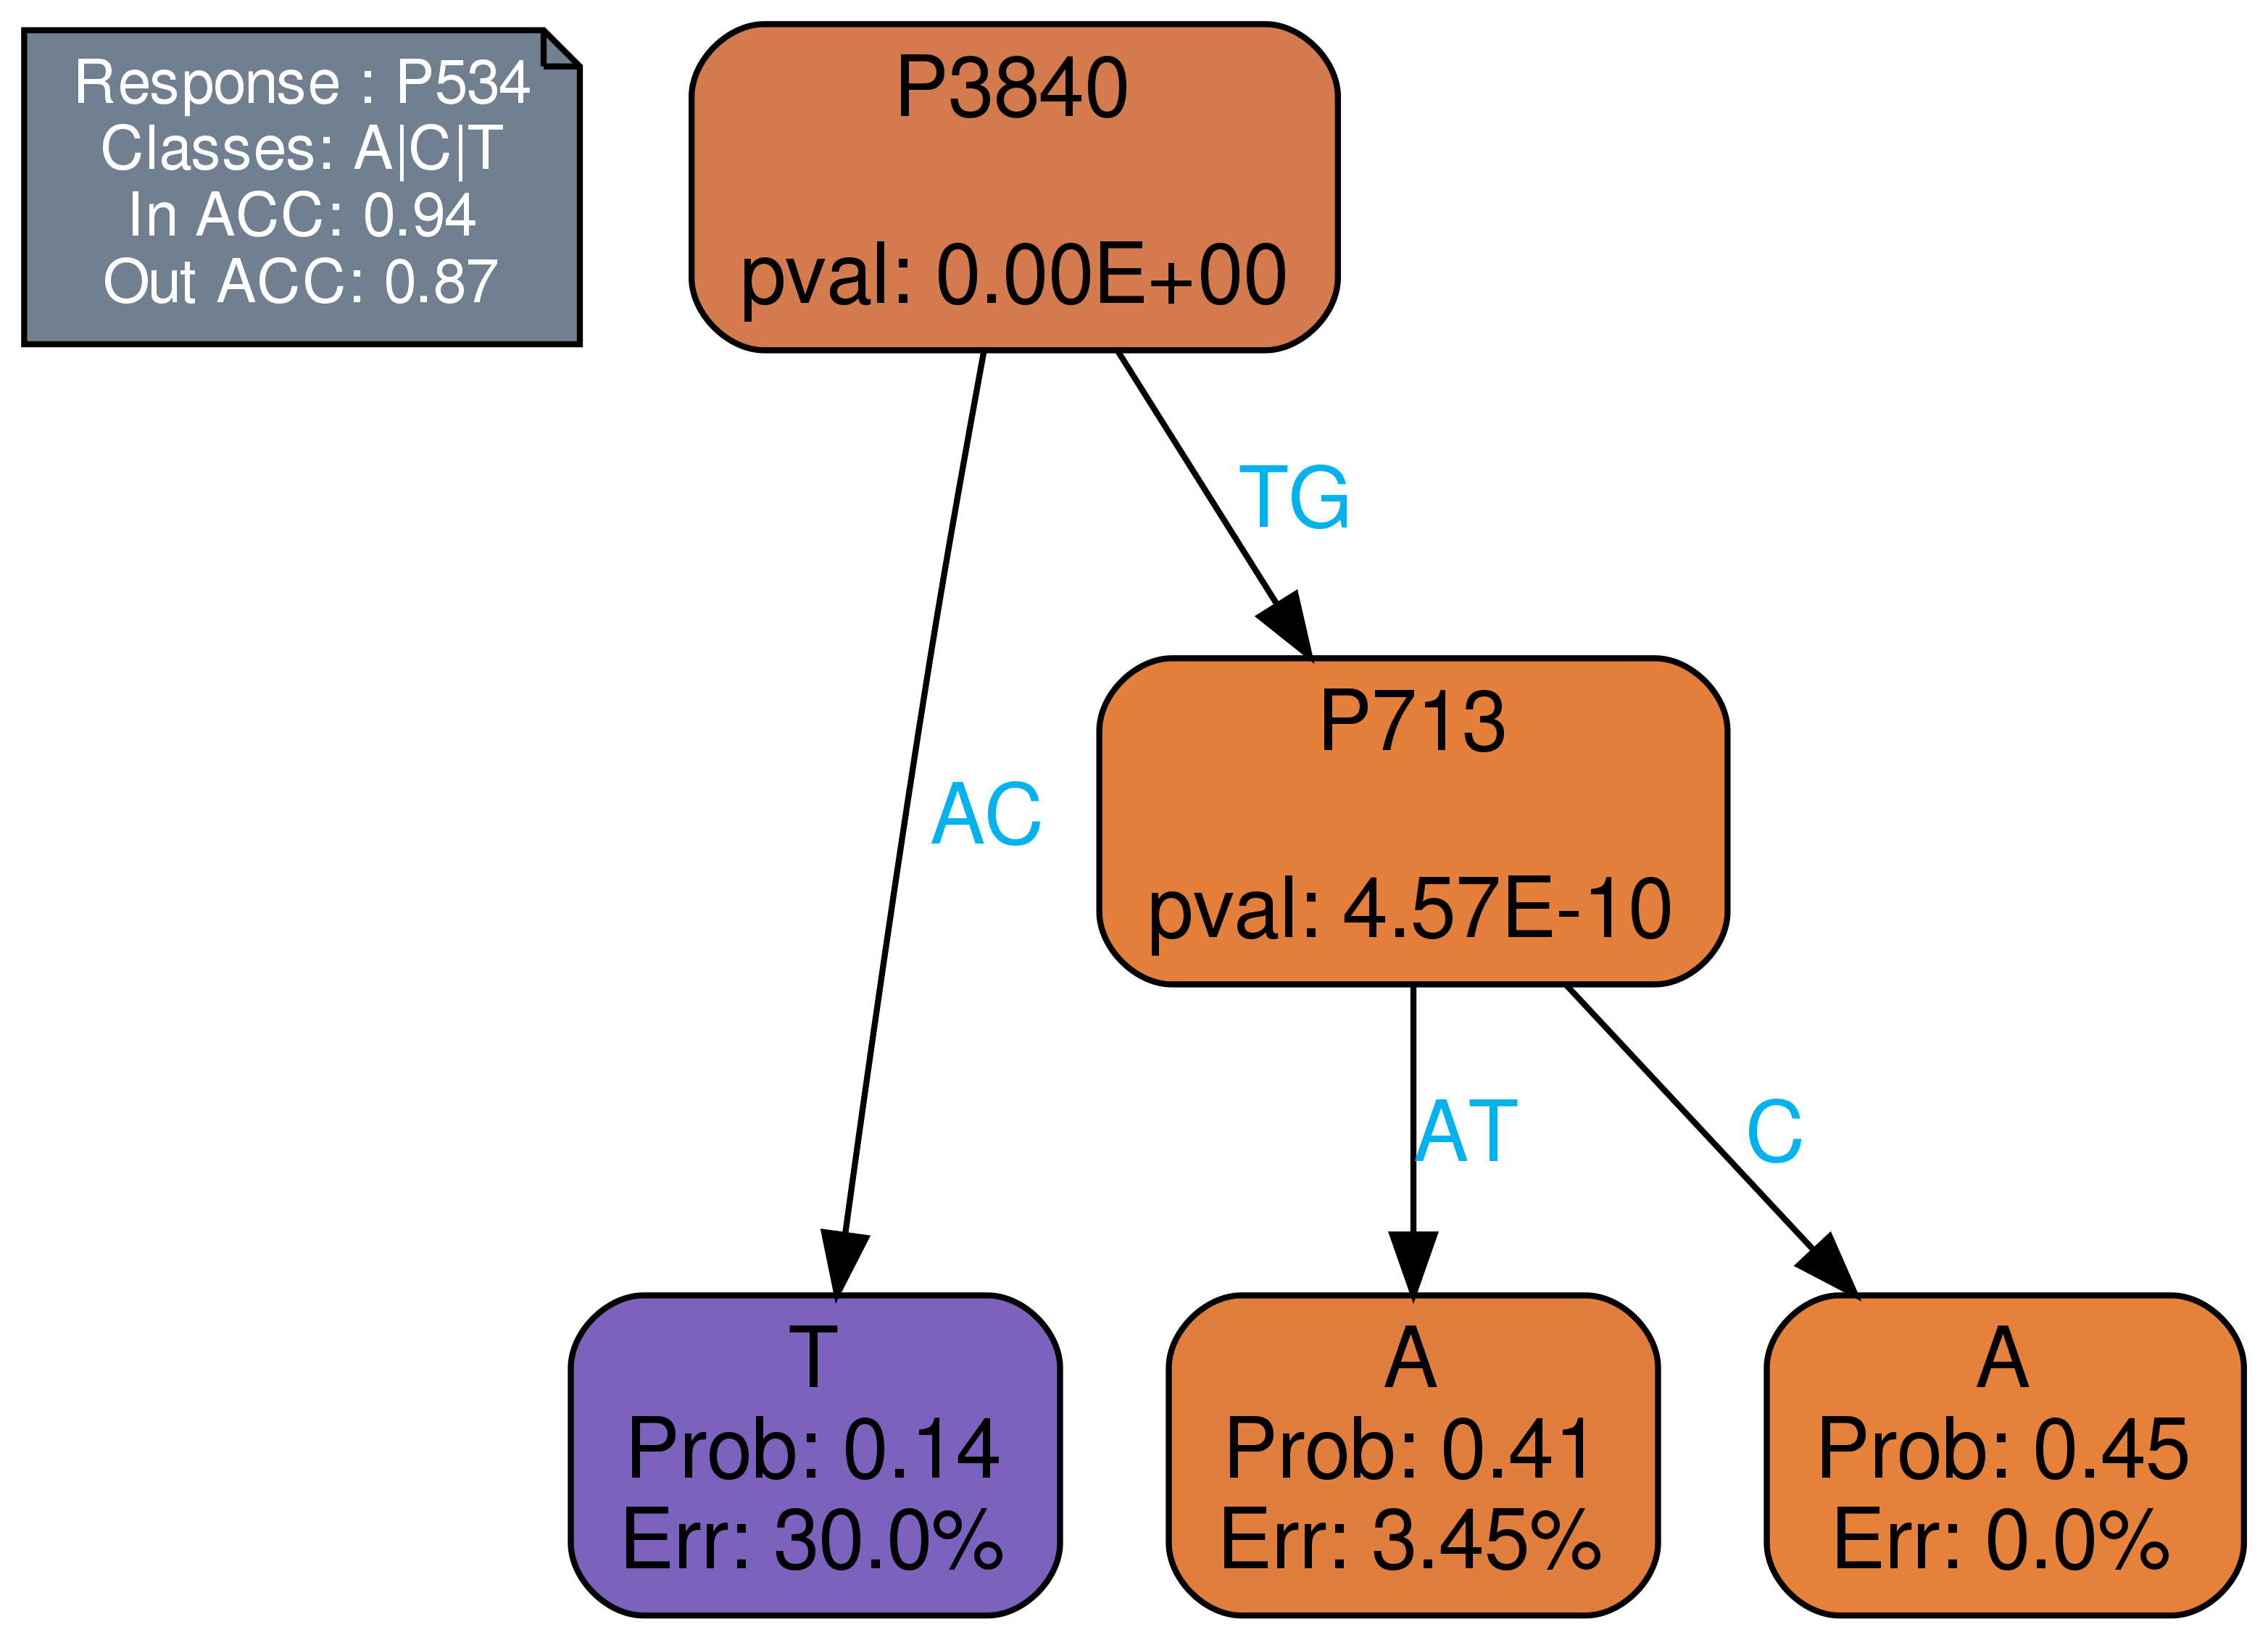 Response : P534
Classes: A|C|T
In ACC: 0.94
Out ACC: 0.87
P3840
pval: 0.00E+00
TG
P713
pval: 4.57E-10
AC
AT
C
T
Prob: 0.14
Err: 30.0%
A
Prob: 0.41
Err: 3.45%
A
Prob: 0.45
Err: 0.0%